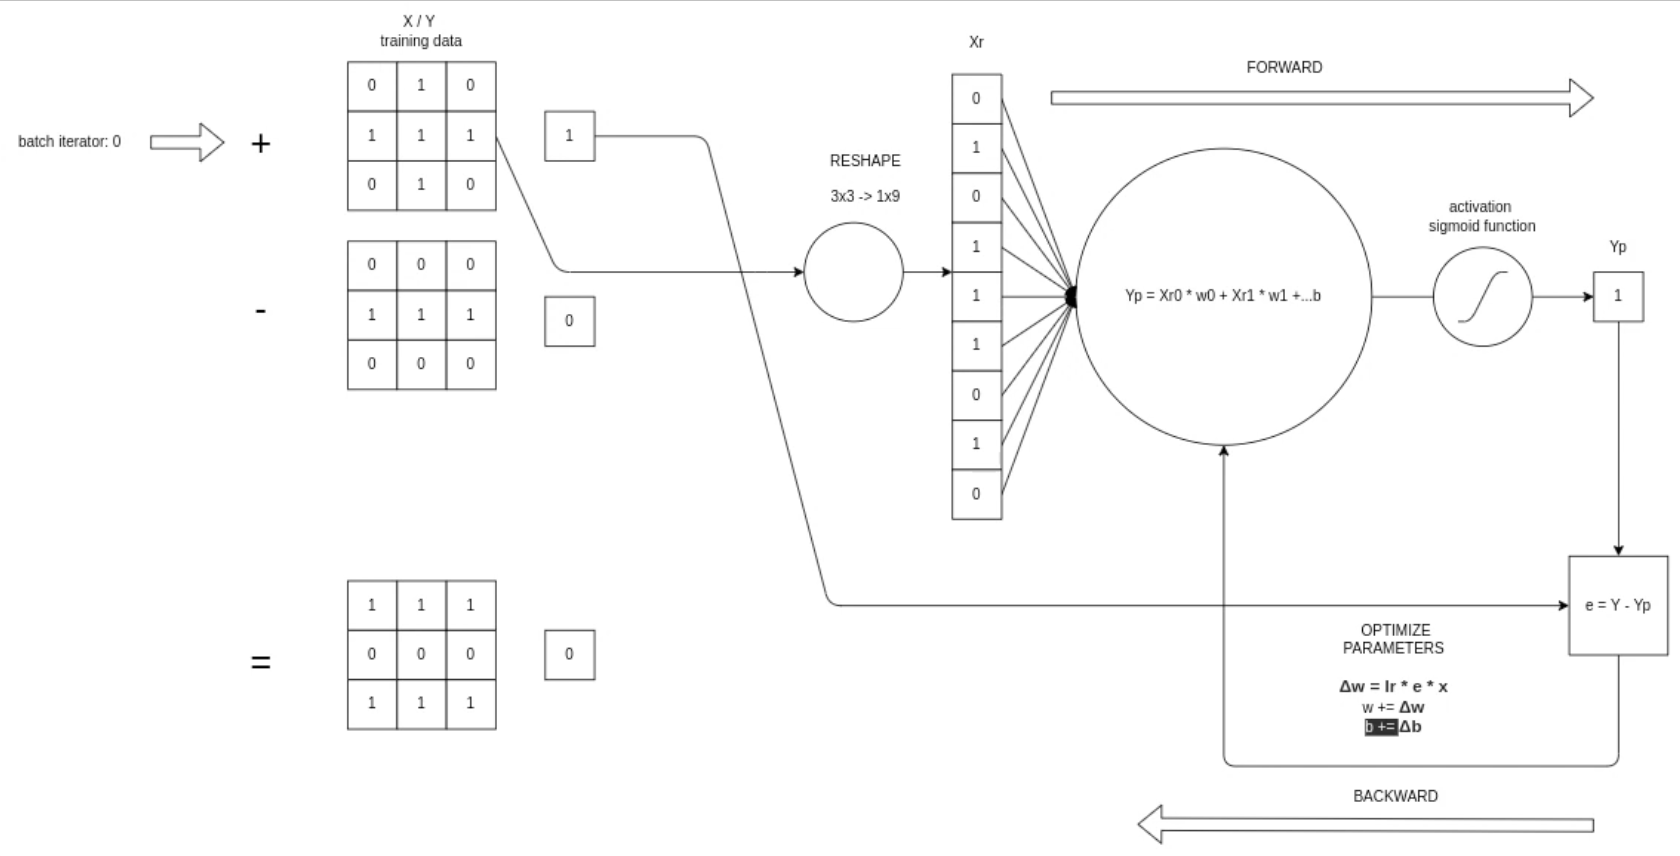 X / Y
training data
batch iterator: 0
+
0 1 0
1 1 1
0 1 0
1
-
0 0 0
1 1 1
0 0 0
0
=
1 1 1
0 0 0
1 1 1
0
RESHAPE
3x3 -> 1x9
Xr
0
1
0
1
1
1
0
1
0
FORWARD
Yp = Xr0 * w0 + Xr1 * w1 +...b
activation
sigmoid function
Yp
1
e = Y - Yp
OPTIMIZE
PARAMETERS
Δw = lr * e * x
w += Δw
b += Δb
BACKWARD